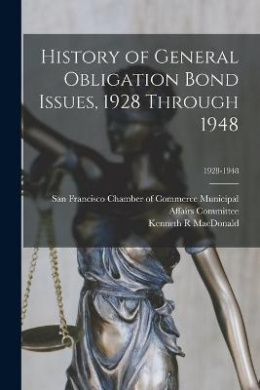 History of General
Obligation Bond
Issues, 1928 Through
1948
1928-1948
San Francisco Chamber of Commerce Municipal
Affairs Committee
Kenneth R MacDonald